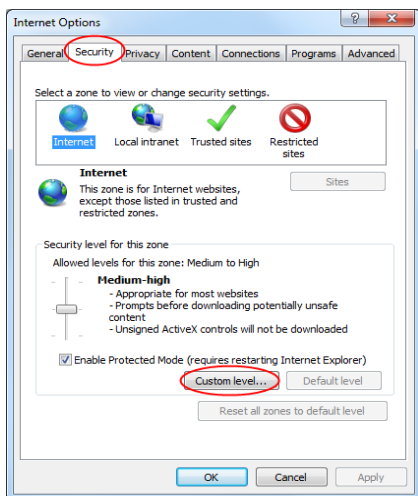 Internet Options
General Security Privacy Content Connections Programs Advanced
Select a zone to view or change security settings.
Internet Local intranet Trusted sites Restricted
sites
Internet
Sites
This zone is for Internet websites,
except those listed in trusted and
restricted zones.
Security level for this zone
Allowed levels for this zone: Medium to High
Medium-high
- Appropriate for most websites
- Prompts before downloading potentially unsafe
content
- Unsigned ActiveX controls will not be downloaded
Enable Protected Mode (requires restarting Internet Explorer)
Custom level... Default level
Reset all zones to default level
OK Cancel Apply